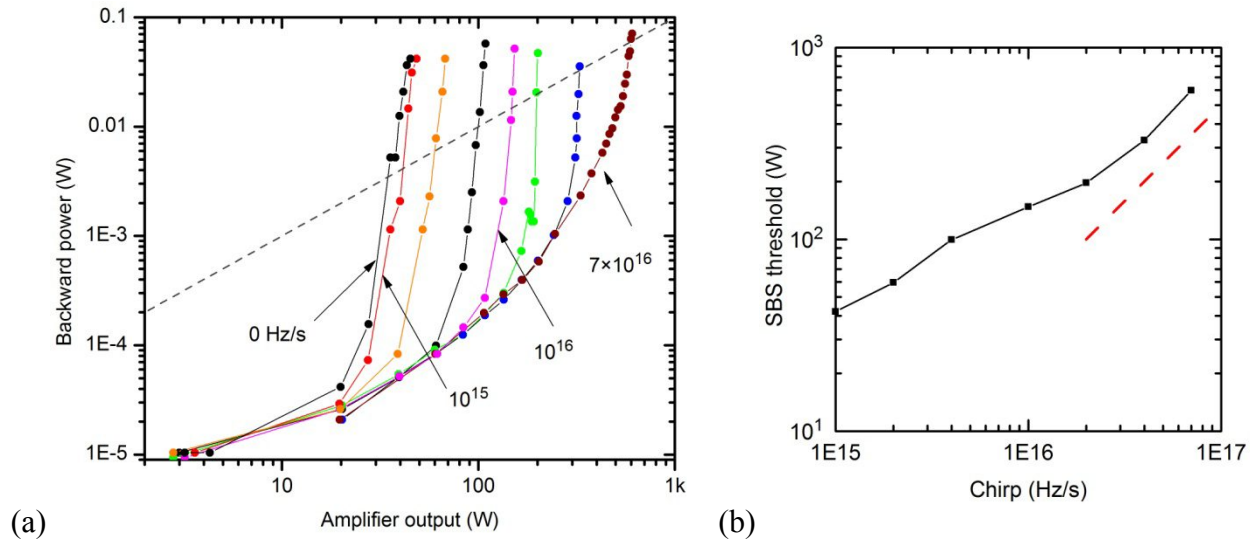 0.1
0.01
1E-3
1E-4
1E-5
Backward power (W)
0 Hz/s
10¹⁵
10¹⁶
7×10¹⁶
10
100
1k
Amplifier output (W)
(a)
10³
10²
10¹
SBS threshold (W)
1E15
1E16
1E17
Chirp (Hz/s)
(b)